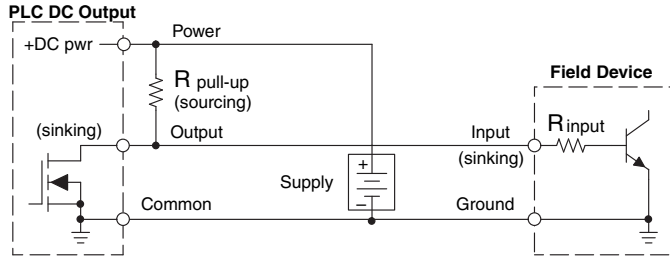 PLC DC Output
+DC pwr
Power
R pull-up
(sourcing)
Field Device
(sinking)
Output
Input
(sinking)
R input
+
Supply
–
Common
Ground